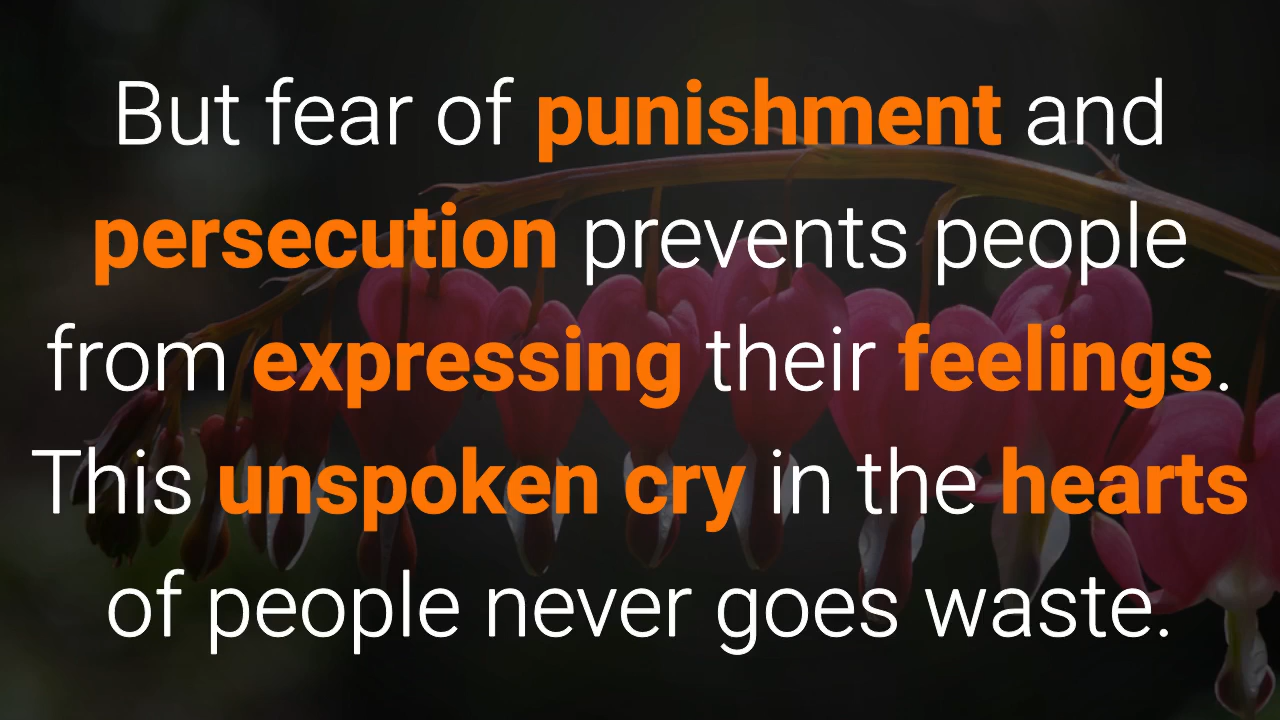 But fear of punishment and
persecution prevents people
from expressing their feelings.
This unspoken cry in the hearts
of people never goes waste.